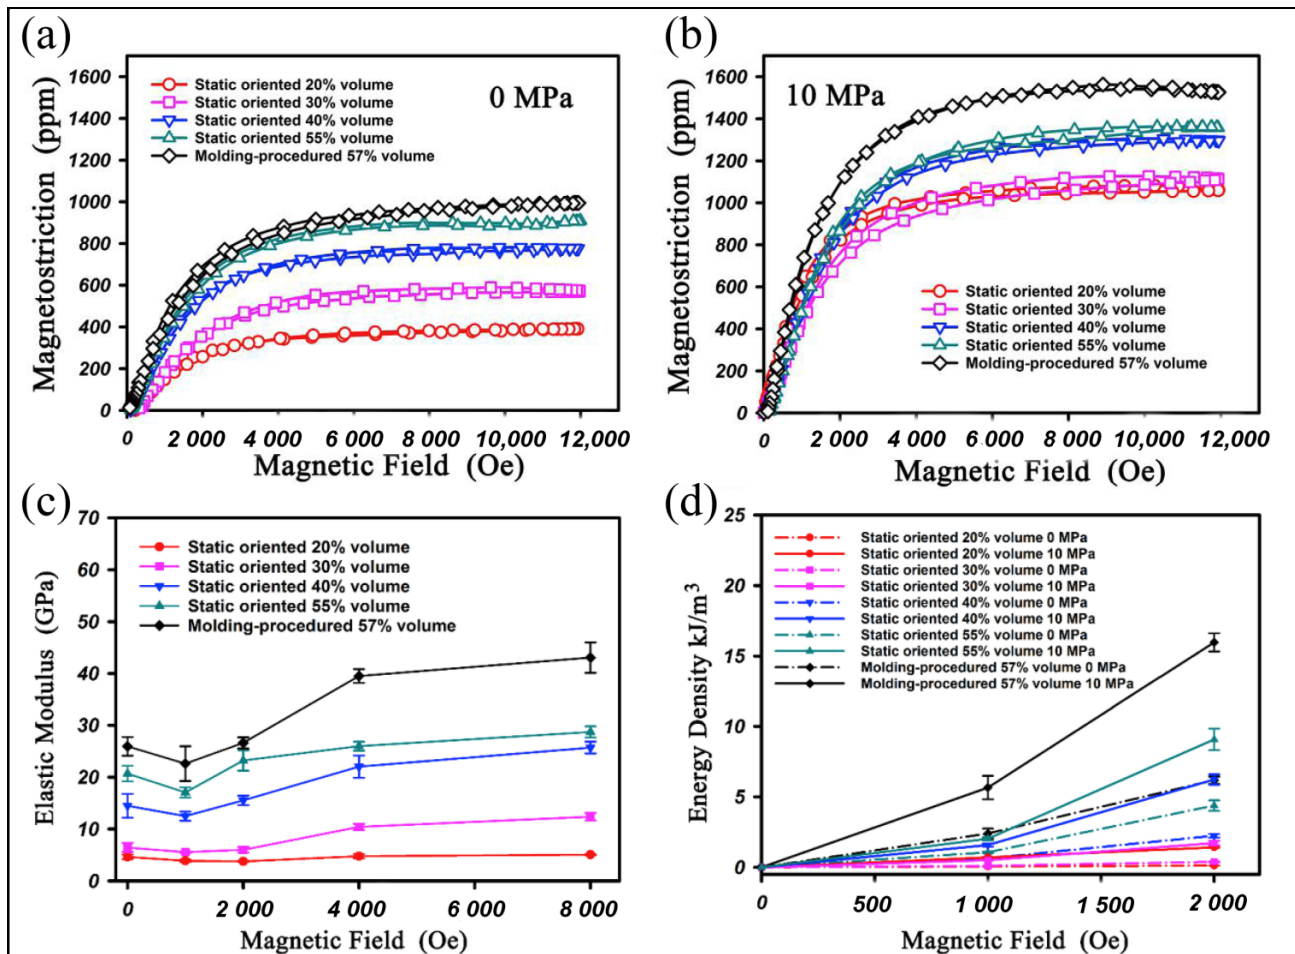 (a)
1600
1400
1200
1000
800
600
400
200
0
Magnetostriction (ppm)
Static oriented 20% volume
Static oriented 30% volume
Static oriented 40% volume
Static oriented 55% volume
Molding-procedured 57% volume
0 MPa
0 2 000 4 000 6 000 8 000 10,000 12,000
Magnetic Field (Oe)
(b)
1600
1400
1200
1000
800
600
400
200
0
Magnetostriction (ppm)
10 MPa
Static oriented 20% volume
Static oriented 30% volume
Static oriented 40% volume
Static oriented 55% volume
Molding-procedured 57% volume
0 2 000 4 000 6 000 8 000 10,000 12,000
Magnetic Field (Oe)
(c)
70
60
50
40
30
20
10
0
Elastic Modulus (GPa)
Static oriented 20% volume
Static oriented 30% volume
Static oriented 40% volume
Static oriented 55% volume
Molding-procedured 57% volume
0 2 000 4 000 6 000 8 000
Magnetic Field (Oe)
(d)
25
20
15
10
5
0
Energy Density kJ/m³
Static oriented 20% volume 0 MPa
Static oriented 20% volume 10 MPa
Static oriented 30% volume 0 MPa
Static oriented 30% volume 10 MPa
Static oriented 40% volume 0 MPa
Static oriented 40% volume 10 MPa
Static oriented 55% volume 0 MPa
Static oriented 55% volume 10 MPa
Molding-procedured 57% volume 0 MPa
Molding-procedured 57% volume 10 MPa
0 500 1 000 1 500 2 000
Magnetic Field (Oe)